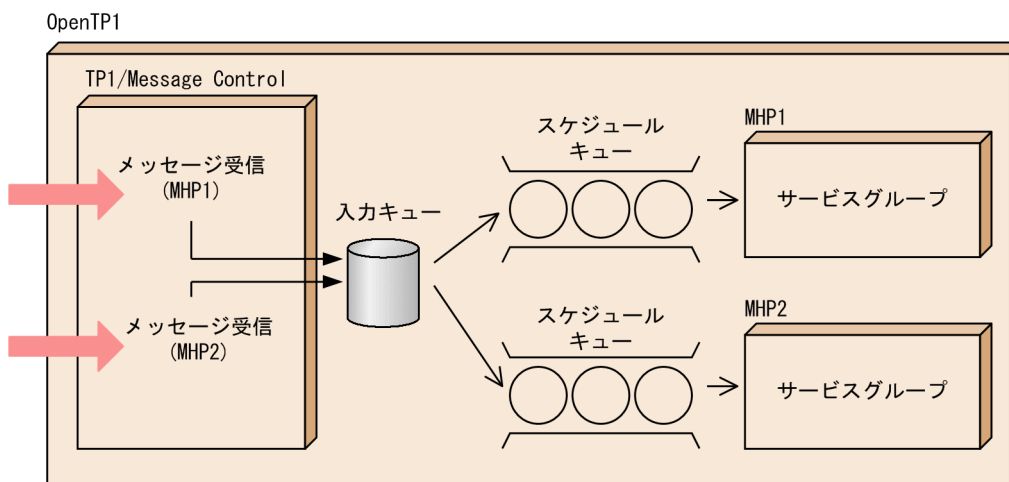 OpenTP1
TP1/Message Control
メッセージ受信
(MHP1)
入力キュー
メッセージ受信
(MHP2)
スケジュール
キュー
MHP1
サービスグループ
スケジュール
キュー
MHP2
サービスグループ